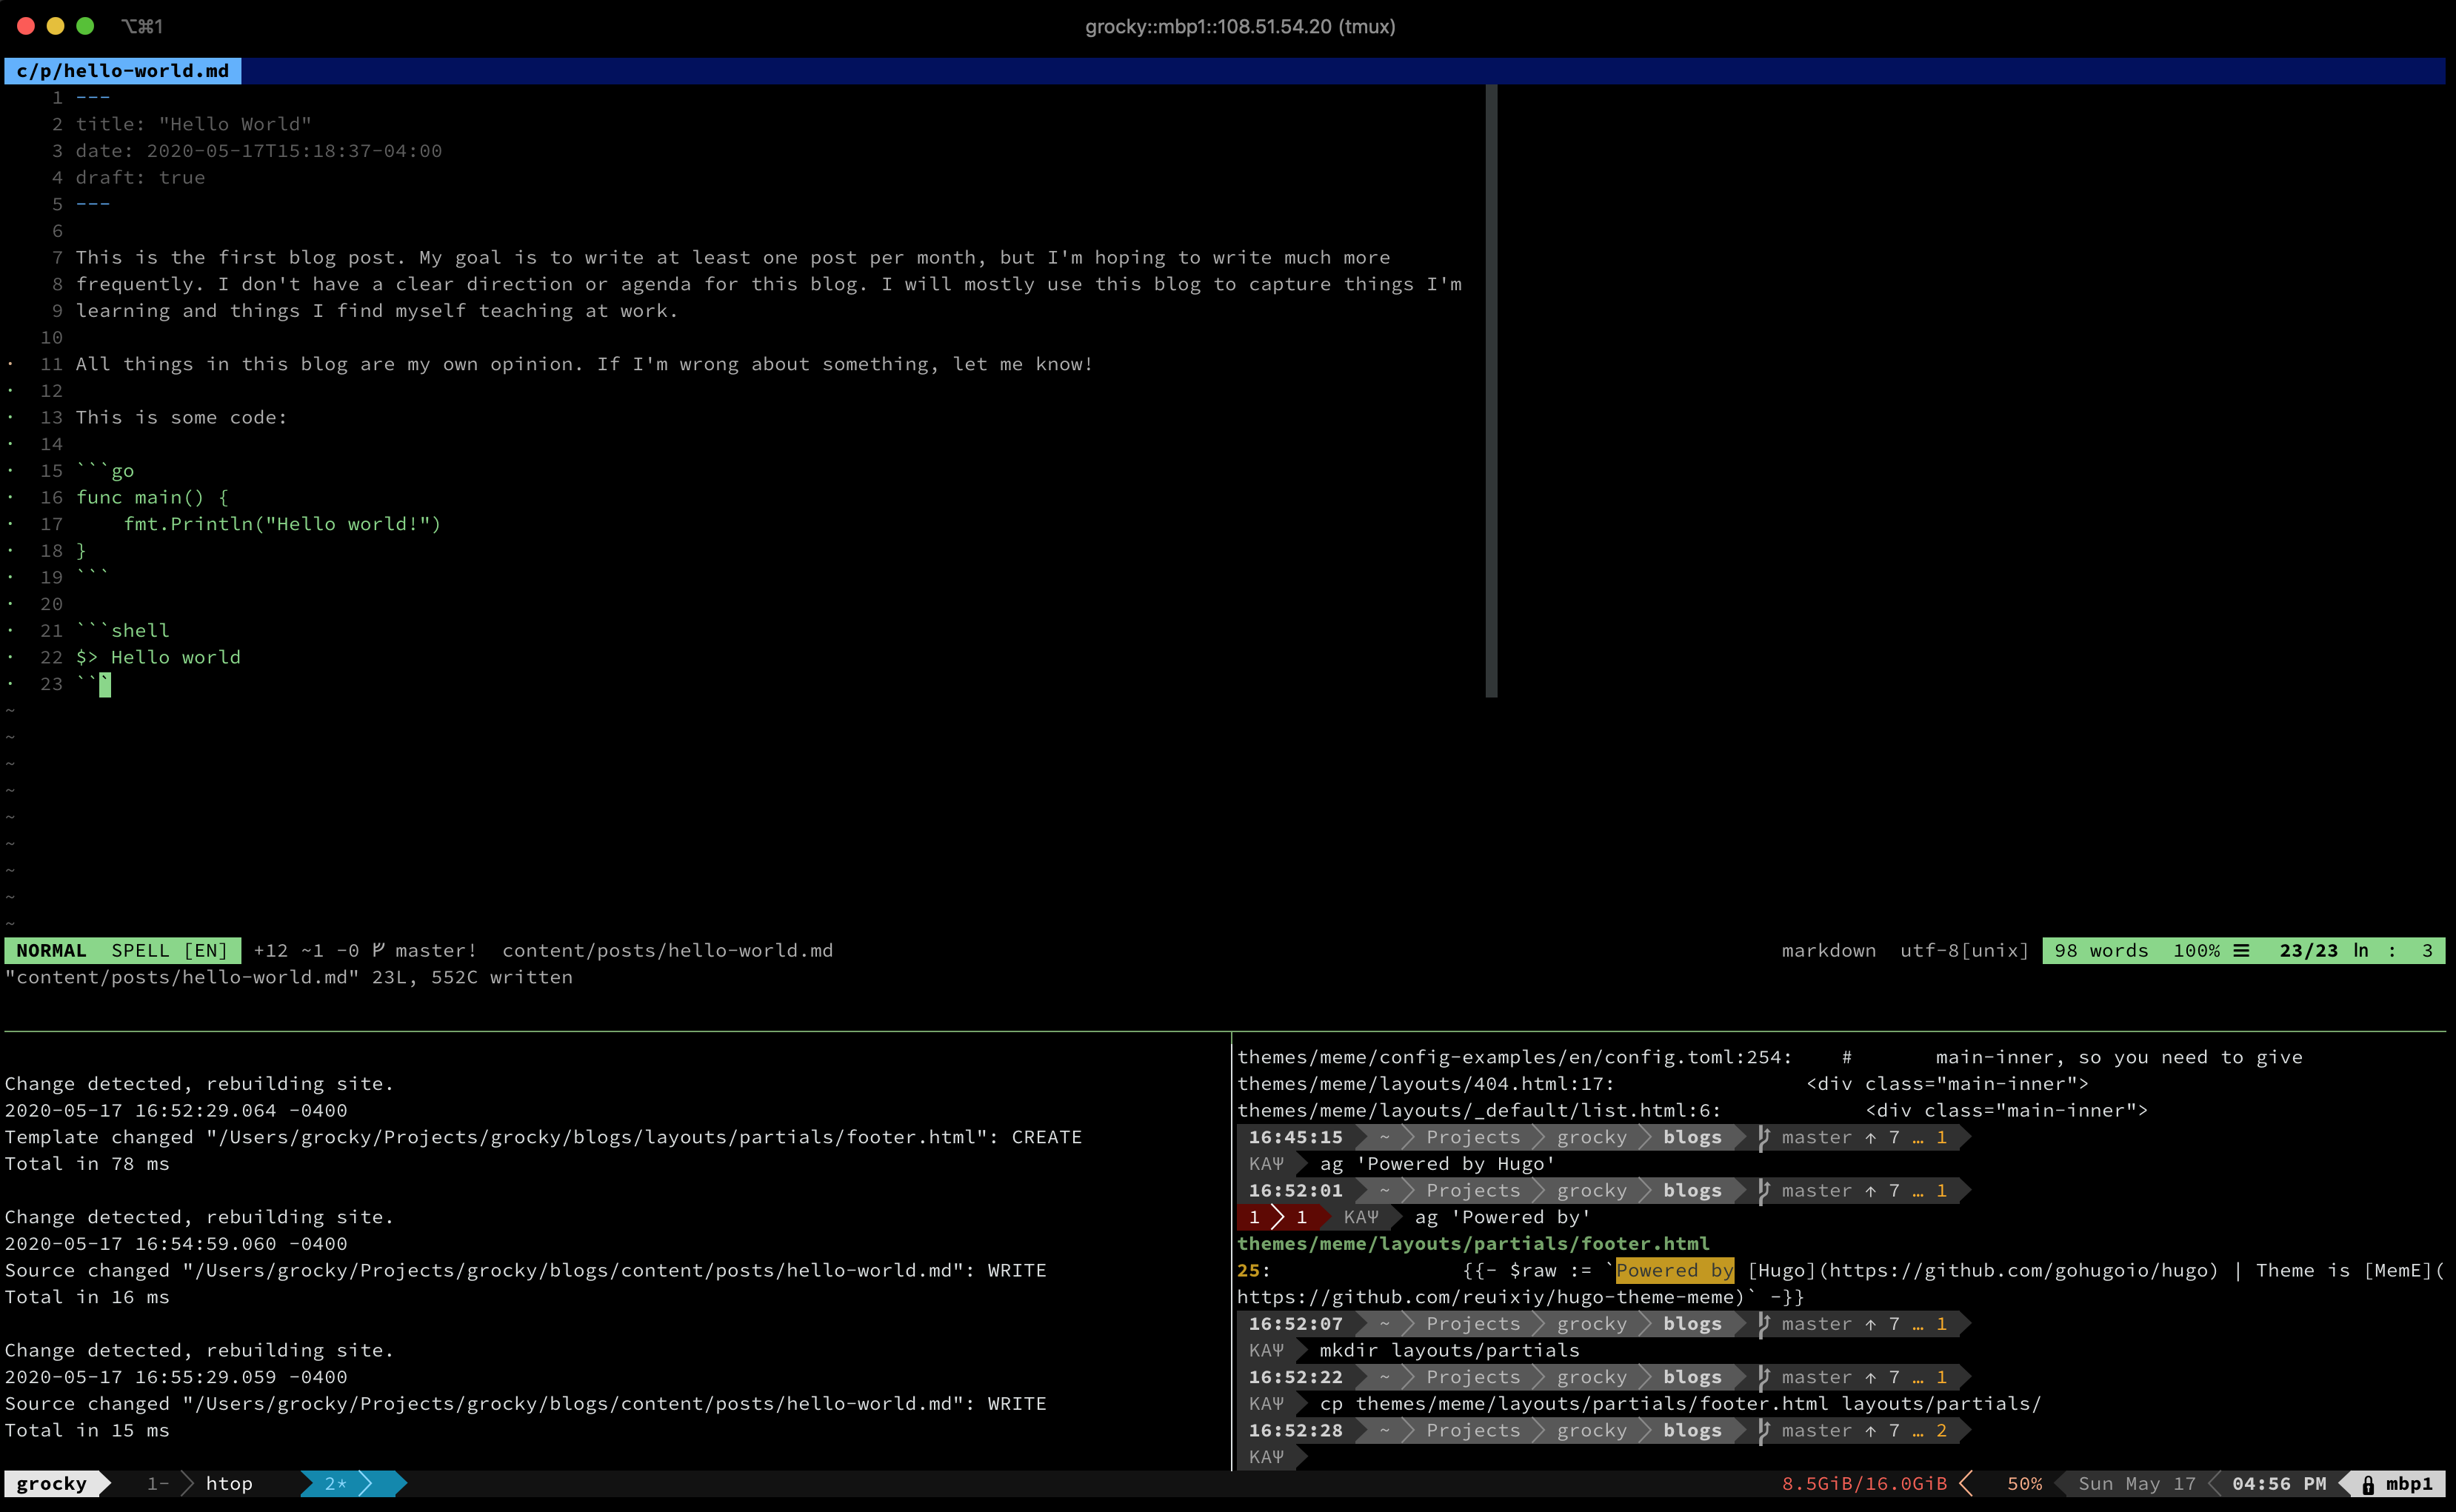 ⌥⌘1 grocky::mbp1::108.51.54.20 (tmux)
c/p/hello-world.md
1 ---
2 title: "Hello World"
3 date: 2020-05-17T15:18:37-04:00
4 draft: true
5 ---
6
7 This is the first blog post. My goal is to write at least one post per month, but I'm hoping to write much more
8 frequently. I don't have a clear direction or agenda for this blog. I will mostly use this blog to capture things I'm
9 learning and things I find myself teaching at work.
10
· 11 All things in this blog are my own opinion. If I'm wrong about something, let me know!
· 12
· 13 This is some code:
· 14
· 15 ```go
· 16 func main() {
· 17     fmt.Println("Hello world!")
· 18 }
· 19 ```
· 20
· 21 ```shell
· 22 $> Hello world
· 23 ```
~
~
~
~
~
~
~
~
~
NORMAL SPELL [EN] +12 ~1 -0 master! content/posts/hello-world.md markdown utf-8[unix] 98 words 100% ☰ 23/23 ln : 3
"content/posts/hello-world.md" 23L, 552C written
Change detected, rebuilding site.
2020-05-17 16:52:29.064 -0400
Template changed "/Users/grocky/Projects/grocky/blogs/layouts/partials/footer.html": CREATE
Total in 78 ms
Change detected, rebuilding site.
2020-05-17 16:54:59.060 -0400
Source changed "/Users/grocky/Projects/grocky/blogs/content/posts/hello-world.md": WRITE
Total in 16 ms
Change detected, rebuilding site.
2020-05-17 16:55:29.059 -0400
Source changed "/Users/grocky/Projects/grocky/blogs/content/posts/hello-world.md": WRITE
Total in 15 ms
themes/meme/config-examples/en/config.toml:254:    #       main-inner, so you need to give
themes/meme/layouts/404.html:17:                <div class="main-inner">
themes/meme/layouts/_default/list.html:6:            <div class="main-inner">
16:45:15 ~ Projects grocky blogs master ↑ 7 … 1
ΚΑΨ ag 'Powered by Hugo'
16:52:01 ~ Projects grocky blogs master ↑ 7 … 1
1 1 ΚΑΨ ag 'Powered by'
themes/meme/layouts/partials/footer.html
25:                {{- $raw := `Powered by [Hugo](https://github.com/gohugoio/hugo) | Theme is [MemE](
https://github.com/reuixiy/hugo-theme-meme)` -}}
16:52:07 ~ Projects grocky blogs master ↑ 7 … 1
ΚΑΨ mkdir layouts/partials
16:52:22 ~ Projects grocky blogs master ↑ 7 … 1
ΚΑΨ cp themes/meme/layouts/partials/footer.html layouts/partials/
16:52:28 ~ Projects grocky blogs master ↑ 7 … 2
ΚΑΨ
grocky 1- htop 2* 8.5GiB/16.0GiB 50% Sun May 17 04:56 PM mbp1